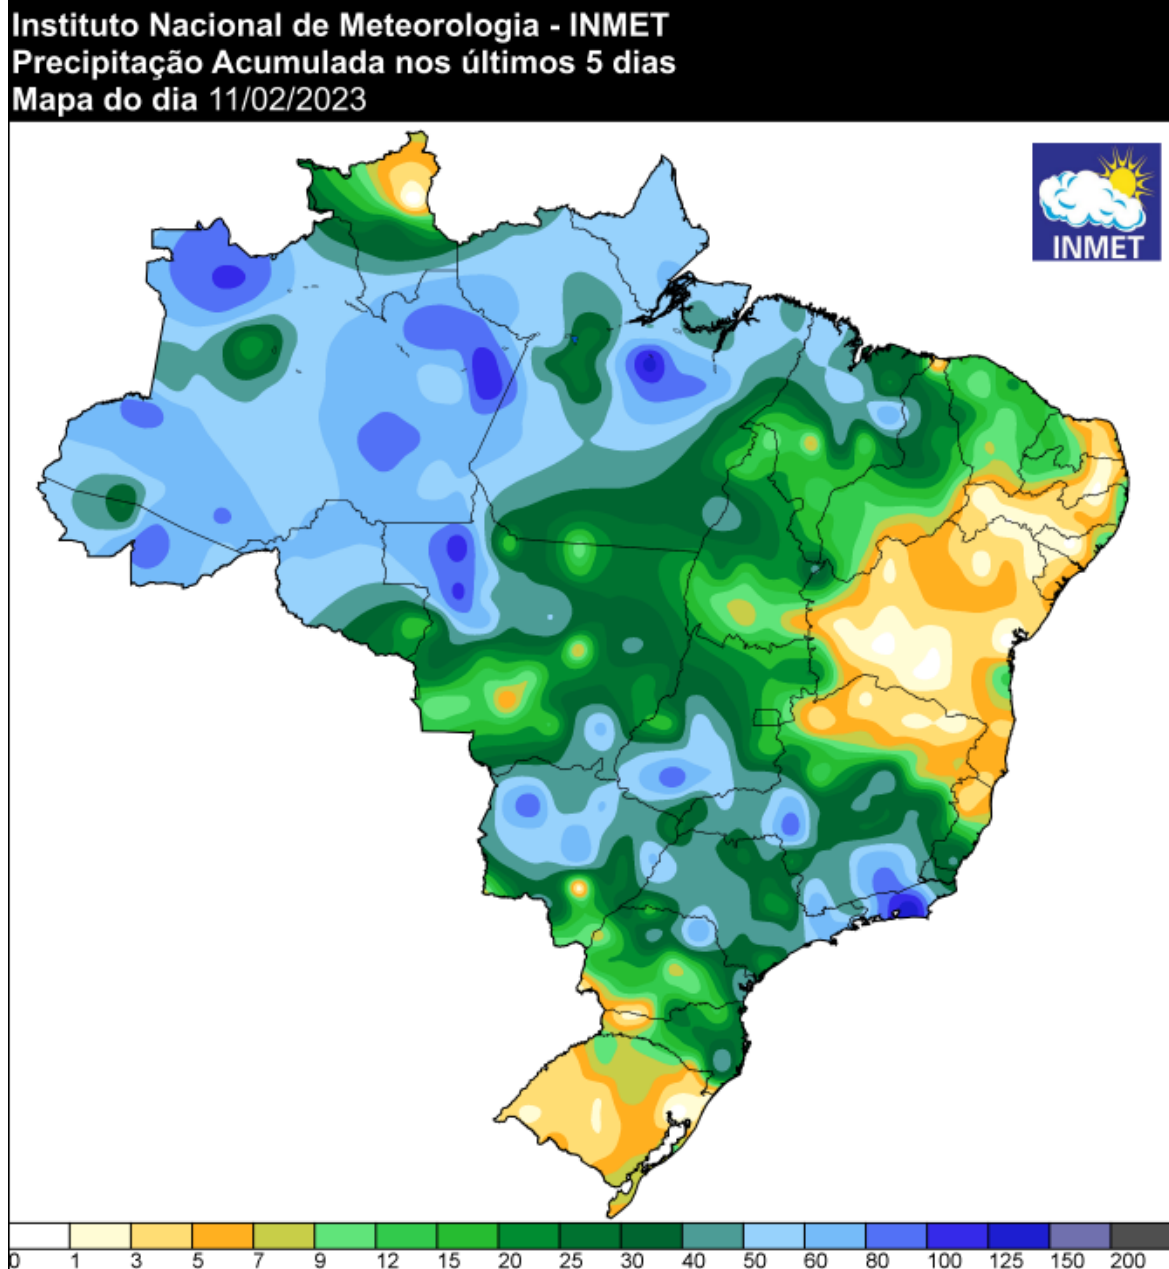 Instituto Nacional de Meteorologia - INMET
Precipitação Acumulada nos últimos 5 dias
Mapa do dia 11/02/2023
INMET
0 1 3 5 7 9 12 15 20 25 30 40 50 60 80 100 125 150 200